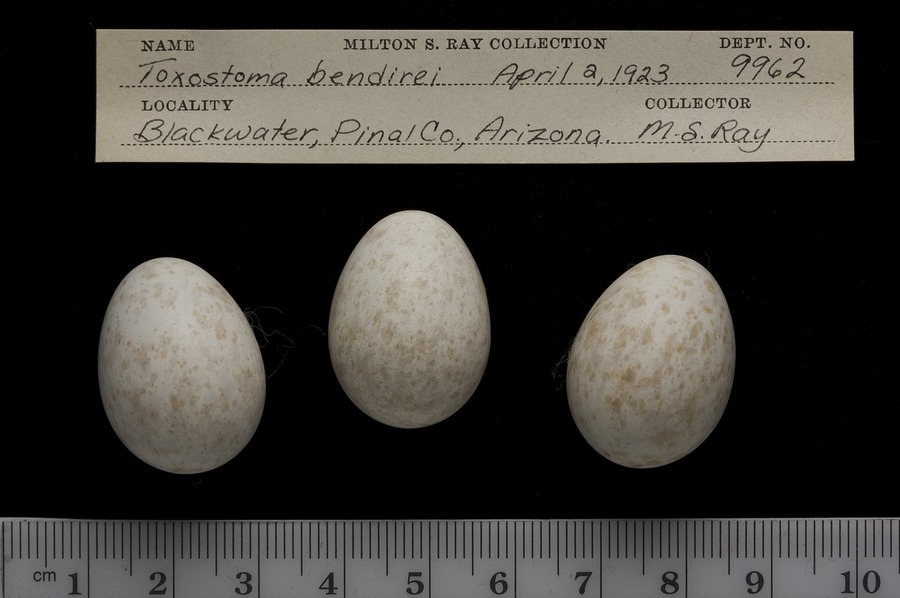 NAME MILTON S. RAY COLLECTION DEPT. NO.
Toxostoma bendirei April 2, 1923 9962
LOCALITY COLLECTOR
Blackwater, Pinal Co., Arizona. M.S. Ray
cm 1 2 3 4 5 6 7 8 9 10